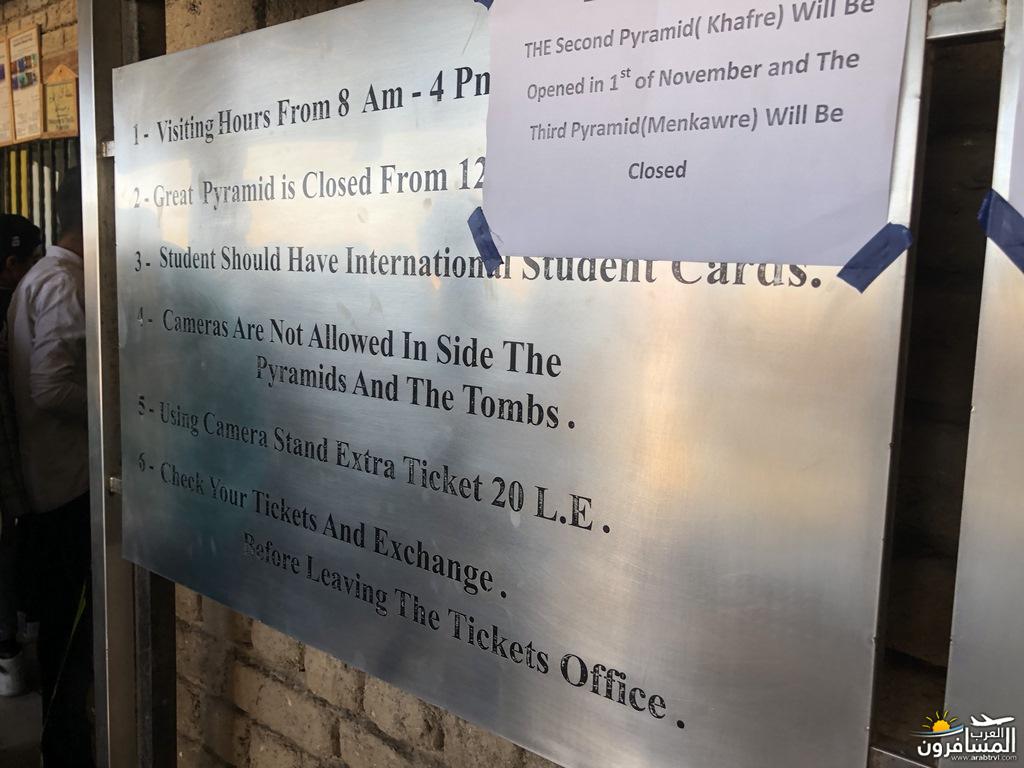 THE Second Pyramid( Khafre) Will Be
Opened in 1st of November and The
Third Pyramid(Menkawre) Will Be
Closed
1- Visiting Hours From 8 Am - 4 Pm
2- Great Pyramid is Closed From 12
3- Student Should Have International Student Cards.
4- Cameras Are Not Allowed In Side The
Pyramids And The Tombs .
5- Using Camera Stand Extra Ticket 20 L.E .
6- Check Your Tickets And Exchange .
Before Leaving The Tickets Office .
العرب
المسافرون
www.arabtrvl.com